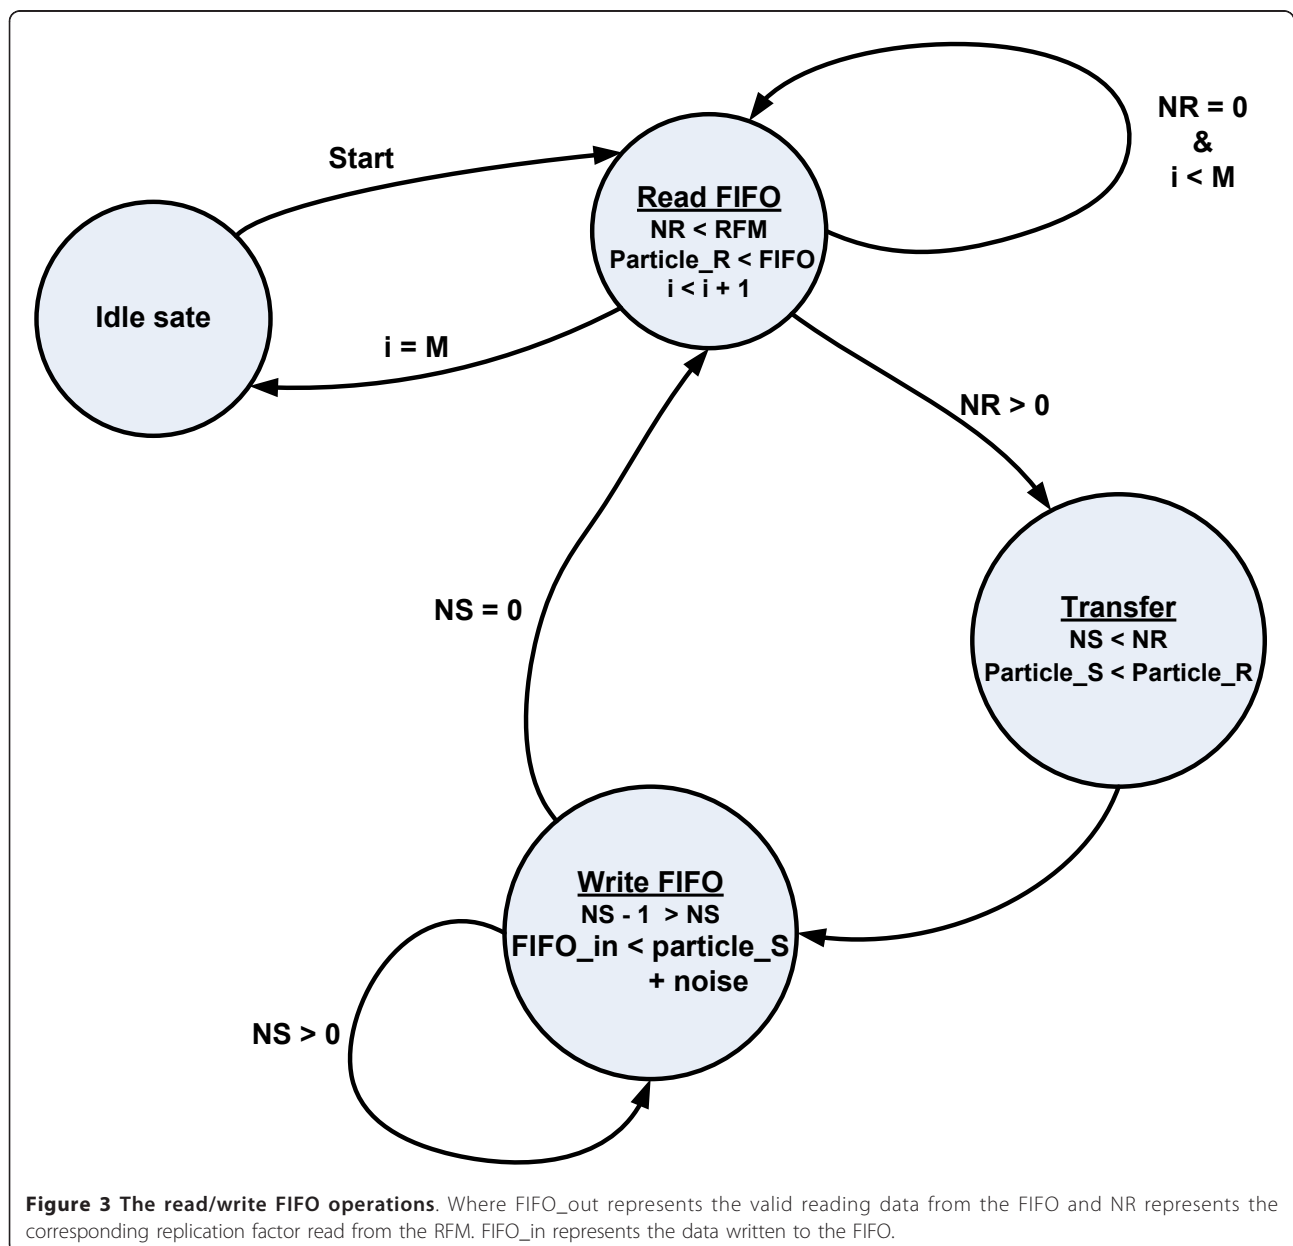 Start
NR = 0
&
i < M
Read FIFO
NR < RFM
Particle_R < FIFO
i < i + 1
Idle sate
i = M
NR > 0
NS = 0
Transfer
NS < NR
Particle_S < Particle_R
Write FIFO
NS - 1 > NS
FIFO_in < particle_S
+ noise
NS > 0
Figure 3 The read/write FIFO operations. Where FIFO_out represents the valid reading data from the FIFO and NR represents the
corresponding replication factor read from the RFM. FIFO_in represents the data written to the FIFO.